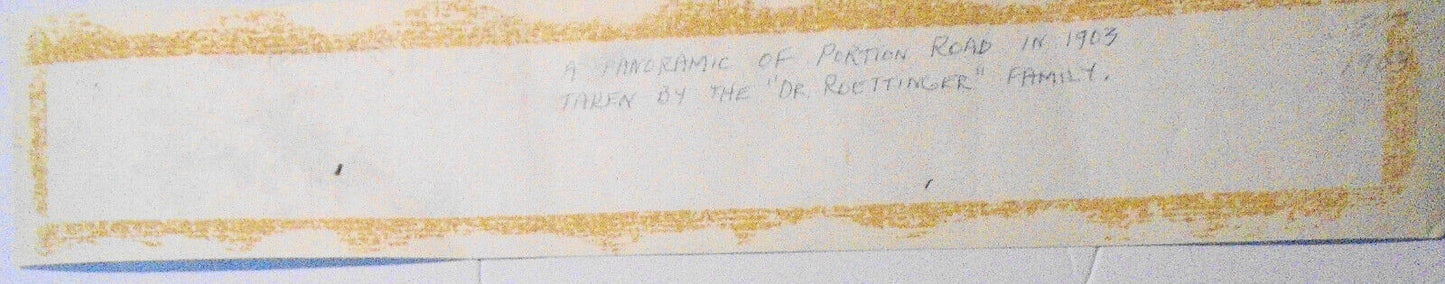 A PANORAMIC OF PORTION ROAD IN 1903
TAKEN BY THE "DR. ROETTINGER" FAMILY.